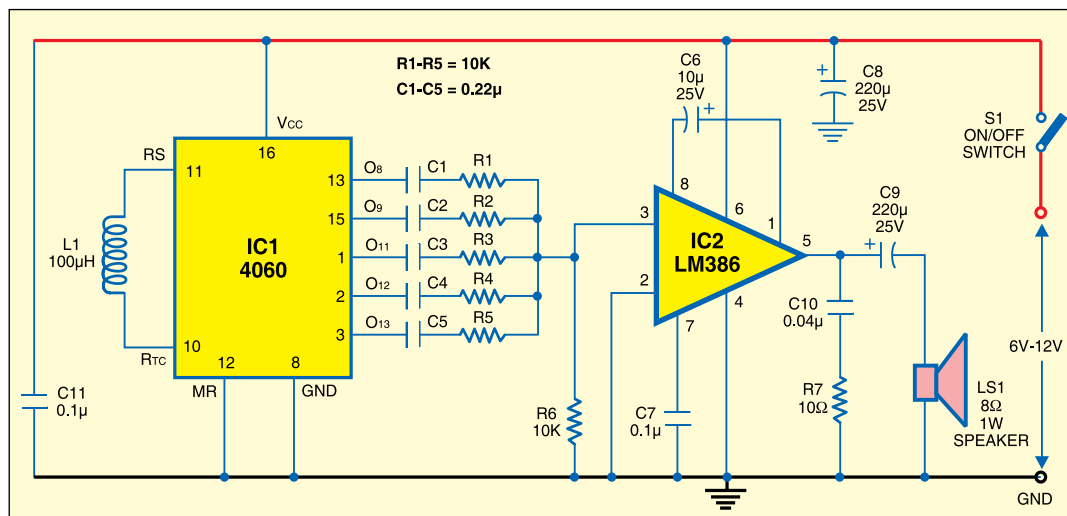 R1-R5 = 10K
C1-C5 = 0.22µ
C6
10µ
25V
+
+
C8
220µ
25V
S1
ON/OFF
SWITCH
VCC
16
RS
11
L1
100µH
IC1
4060
13
O8
C1
R1
15
O9
C2
R2
1
O11
C3
R3
2
O12
C4
R4
3
O13
C5
R5
10
RTC
12
8
MR
GND
C11
0.1µ
R6
10K
8
3
6
1
IC2
LM386
5
2
4
7
C7
0.1µ
C9
220µ
25V
+
C10
0.04µ
R7
10Ω
LS1
8Ω
1W
SPEAKER
6V-12V
GND